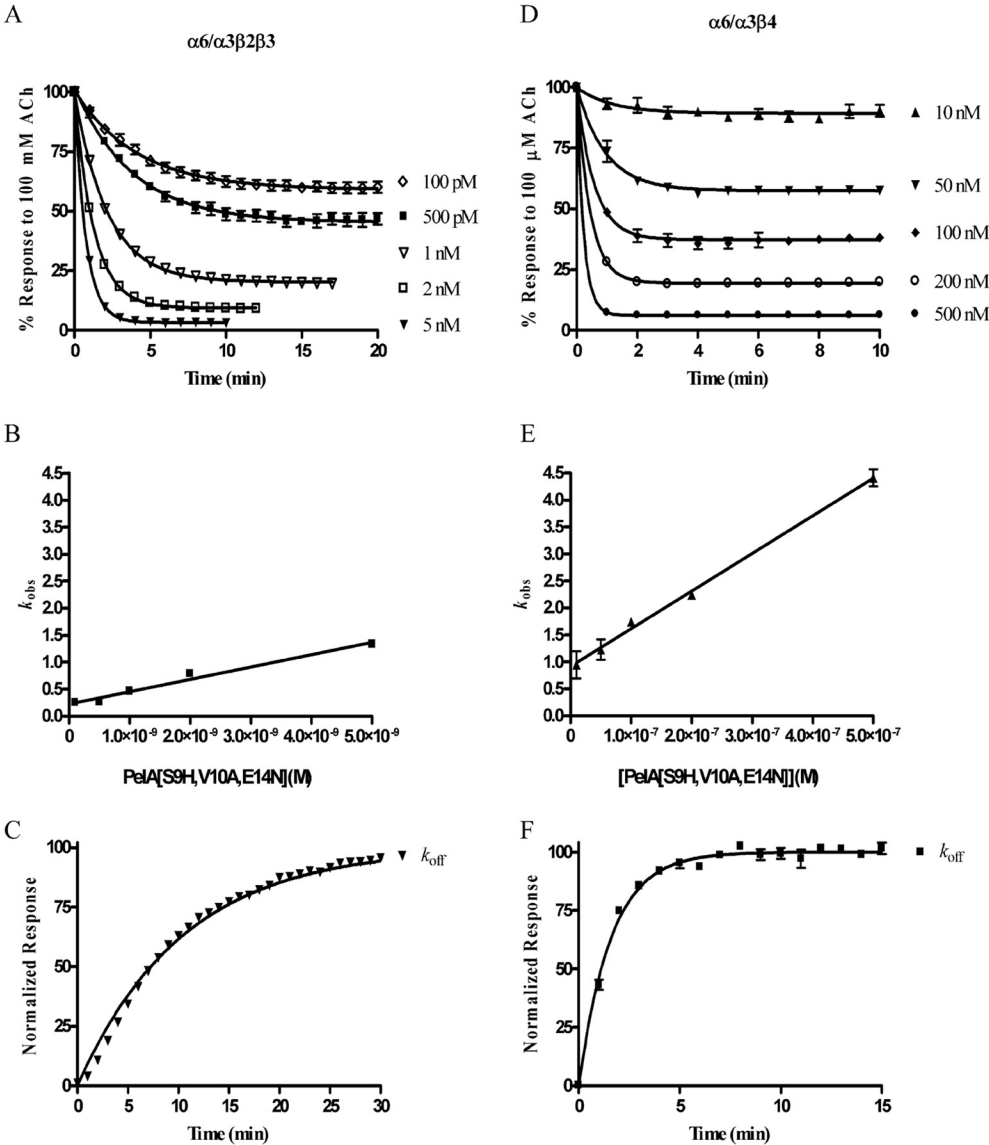 A
α6/α3β2β3
% Response to 100 mM ACh
100
75
50
25
0
0 5 10 15 20
Time (min)
100 pM
500 pM
1 nM
2 nM
5 nM
D
α6/α3β4
% Response to 100 μM ACh
100
75
50
25
0
0 2 4 6 8 10
Time (min)
10 nM
50 nM
100 nM
200 nM
500 nM
B
kobs
4.5
4.0
3.5
3.0
2.5
2.0
1.5
1.0
0.5
0.0
0 1.0×10⁻⁹ 2.0×10⁻⁹ 3.0×10⁻⁹ 4.0×10⁻⁹ 5.0×10⁻⁹
PeIA[S9H,V10A,E14N](M)
E
kobs
4.5
4.0
3.5
3.0
2.5
2.0
1.5
1.0
0.5
0.0
0 1.0×10⁻⁷ 2.0×10⁻⁷ 3.0×10⁻⁷ 4.0×10⁻⁷ 5.0×10⁻⁷
[PeIA[S9H,V10A,E14N]](M)
C
Normalized Response
100
75
50
25
0
0 5 10 15 20 25 30
Time (min)
koff
F
Normalized Response
100
75
50
25
0
0 5 10 15
Time (min)
koff